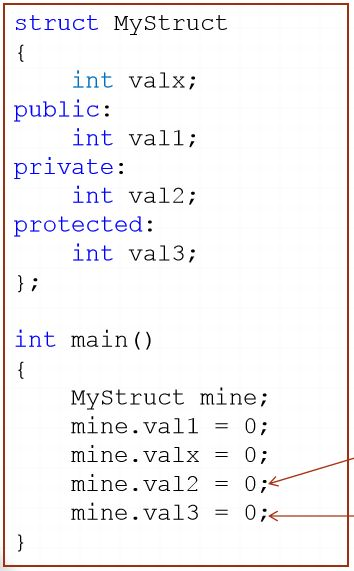 struct MyStruct
{
    int valx;
public:
    int val1;
private:
    int val2;
protected:
    int val3;
};

int main()
{
    MyStruct mine;
    mine.val1 = 0;
    mine.valx = 0;
    mine.val2 = 0;
    mine.val3 = 0;
}